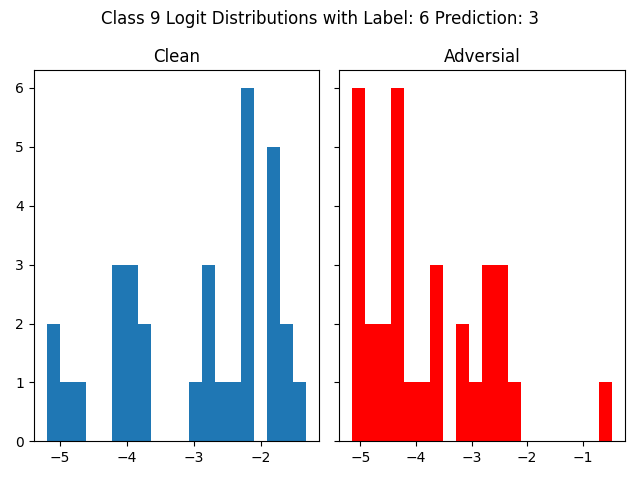 Class 9 Logit Distributions with Label: 6 Prediction: 3
Clean
Adversial
6
5
4
3
2
1
0
−5 −4 −3 −2
−5 −4 −3 −2 −1